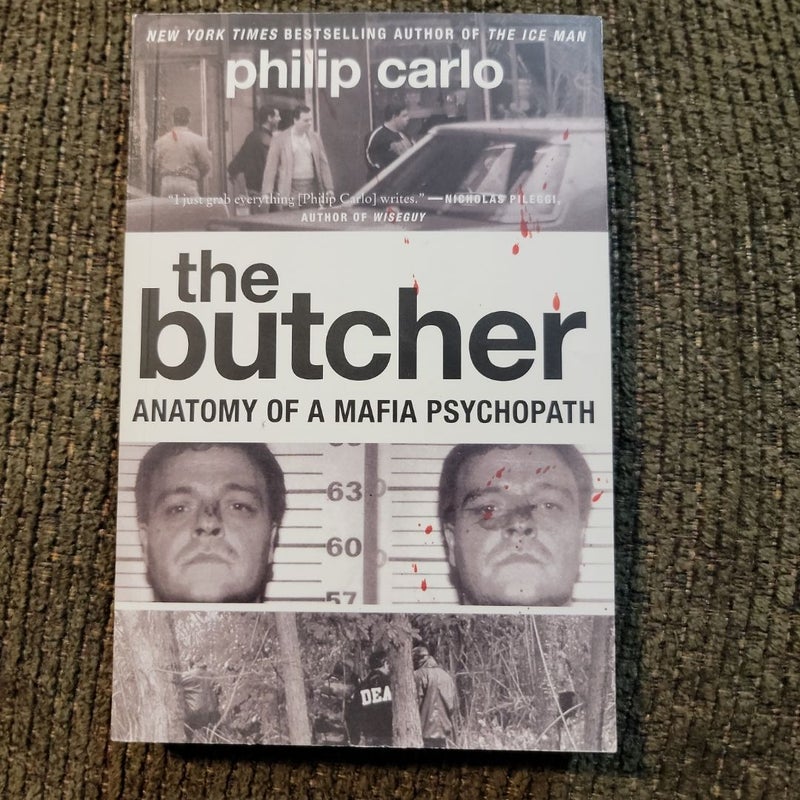 NEW YORK TIMES BESTSELLING AUTHOR OF THE ICE MAN
philip carlo
“I just grab everything [Philip Carlo] writes.” —NICHOLAS PILEGGI,
AUTHOR OF WISEGUY
the
butcher
ANATOMY OF A MAFIA PSYCHOPATH
63
60
57
DEA